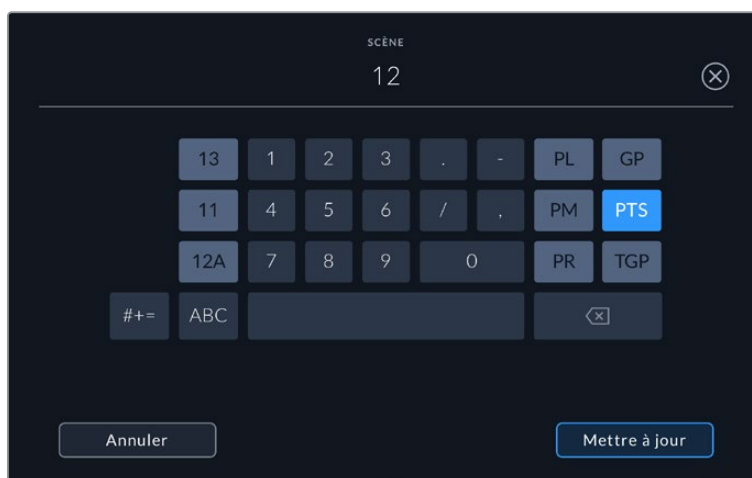 SCÈNE
12
13 1 2 3 . - PL GP
11 4 5 6 / , PM PTS
12A 7 8 9 0 PR TGP
#+= ABC
Annuler Mettre à jour